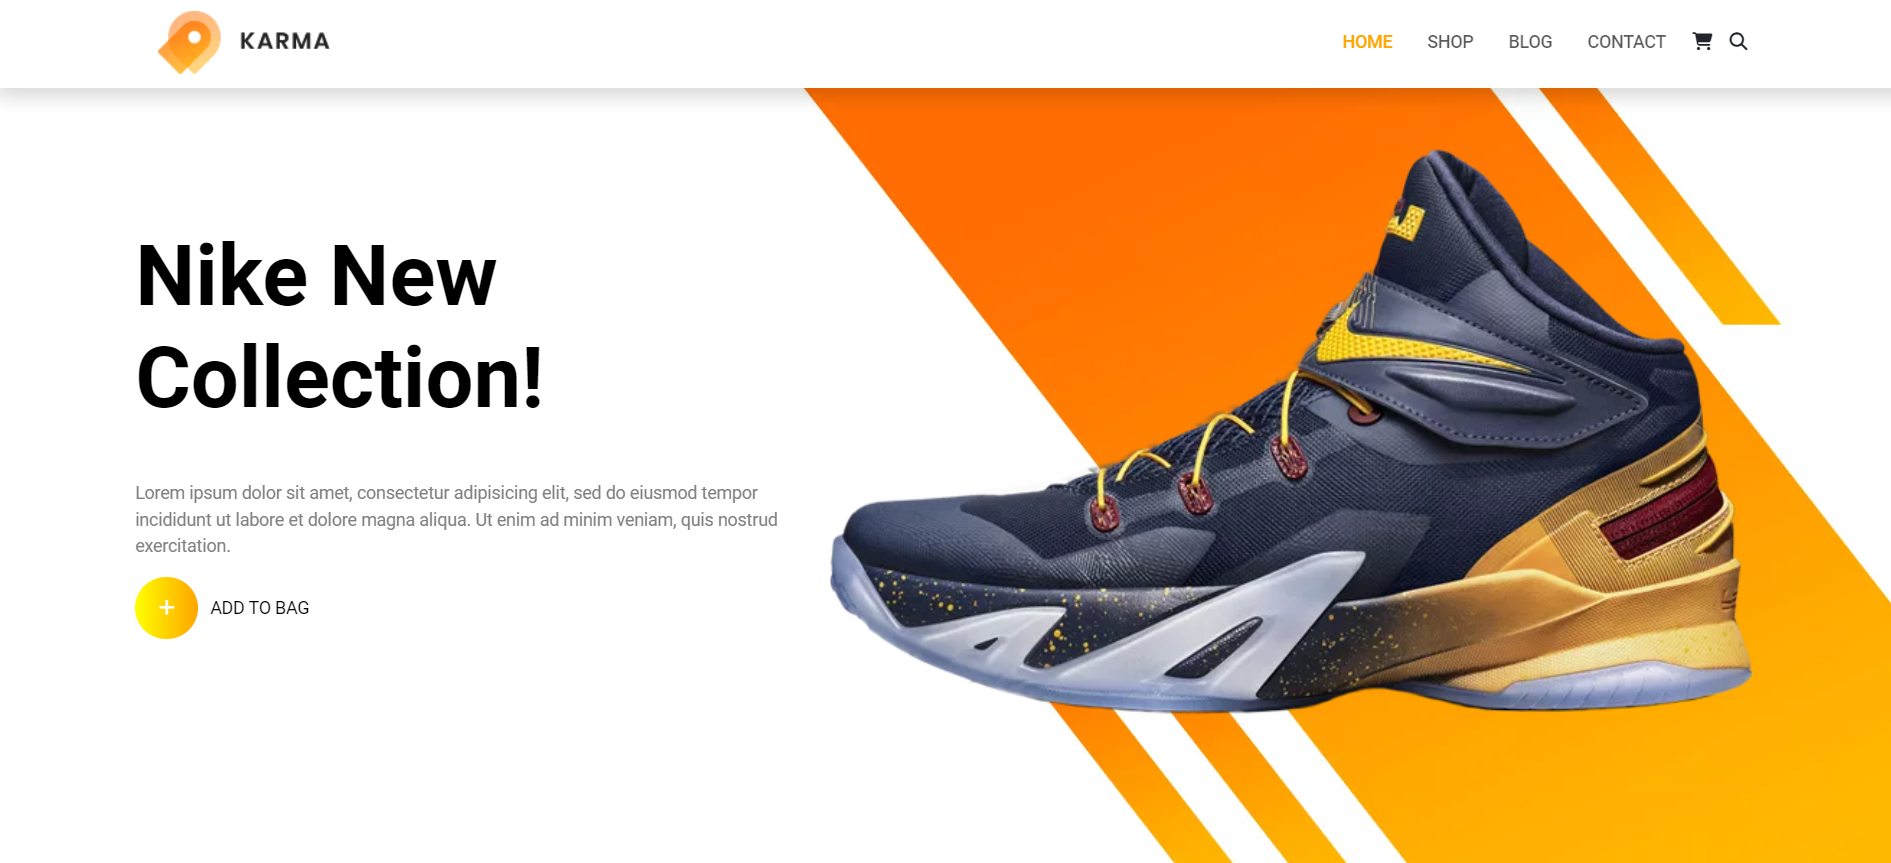 KARMA
HOME SHOP BLOG CONTACT
Nike New
Collection!
Lorem ipsum dolor sit amet, consectetur adipisicing elit, sed do eiusmod tempor
incididunt ut labore et dolore magna aliqua. Ut enim ad minim veniam, quis nostrud
exercitation.
ADD TO BAG